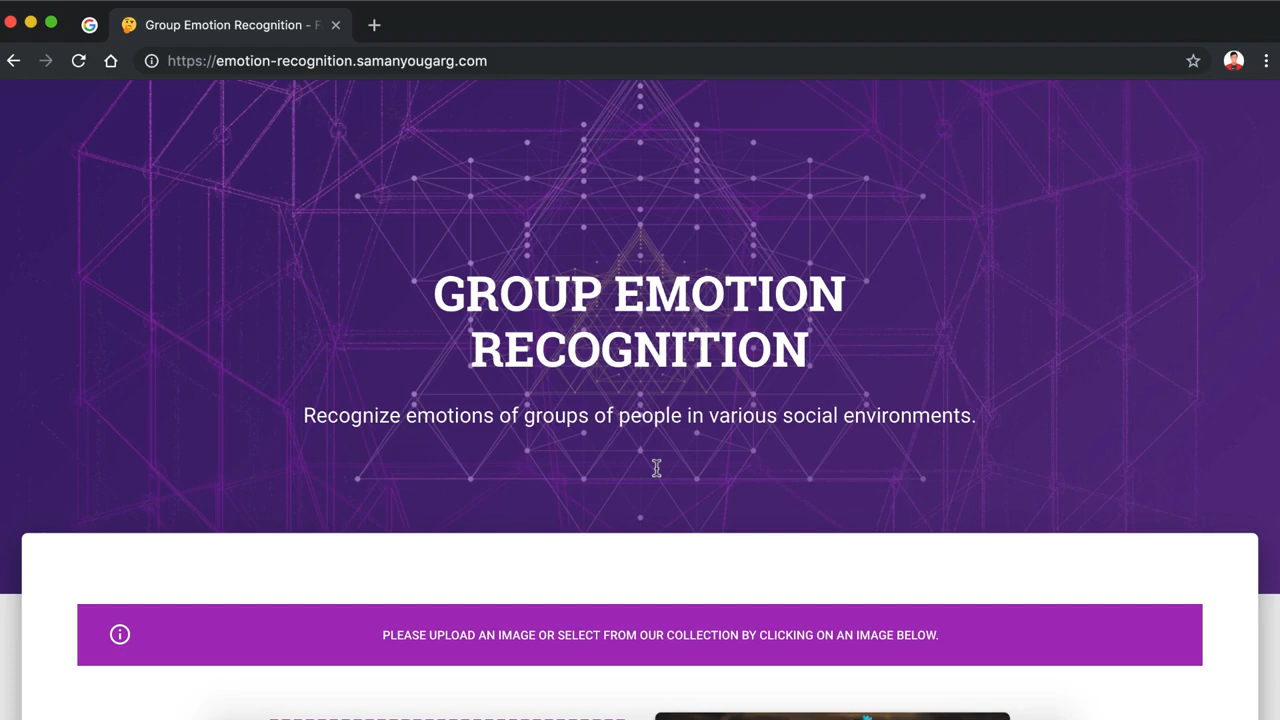 Group Emotion Recognition -
https://emotion-recognition.samanyougarg.com
GROUP EMOTION
RECOGNITION
Recognize emotions of groups of people in various social environments.
PLEASE UPLOAD AN IMAGE OR SELECT FROM OUR COLLECTION BY CLICKING ON AN IMAGE BELOW.